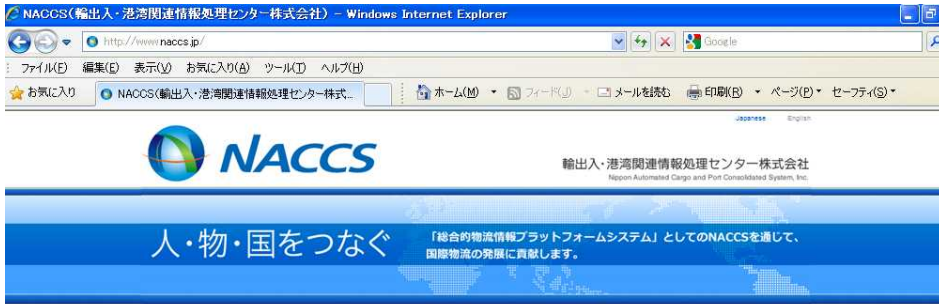 NACCS(輸出入・港湾関連情報処理センター株式会社) - Windows Internet Explorer
http://www.naccs.jp/
Google
ファイル(F) 編集(E) 表示(V) お気に入り(A) ツール(T) ヘルプ(H)
お気に入り NACCS(輸出入・港湾関連情報処理センター株式... ホーム(M) フィード(J) メールを読む 印刷(R) ページ(P) セーフティ(S)
Japanese English
NACCS
輸出入・港湾関連情報処理センター株式会社
Nippon Automated Cargo and Port Consolidated System, Inc.
人・物・国をつなぐ
「総合的物流情報プラットフォームシステム」としてのNACCSを通じて、
国際物流の発展に貢献します。